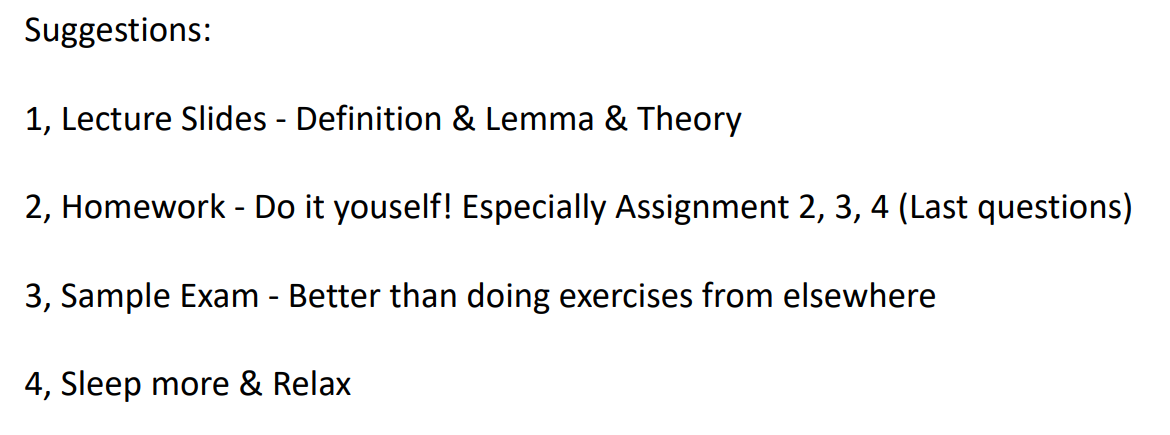 Suggestions:
1, Lecture Slides - Definition & Lemma & Theory
2, Homework - Do it youself! Especially Assignment 2, 3, 4 (Last questions)
3, Sample Exam - Better than doing exercises from elsewhere
4, Sleep more & Relax